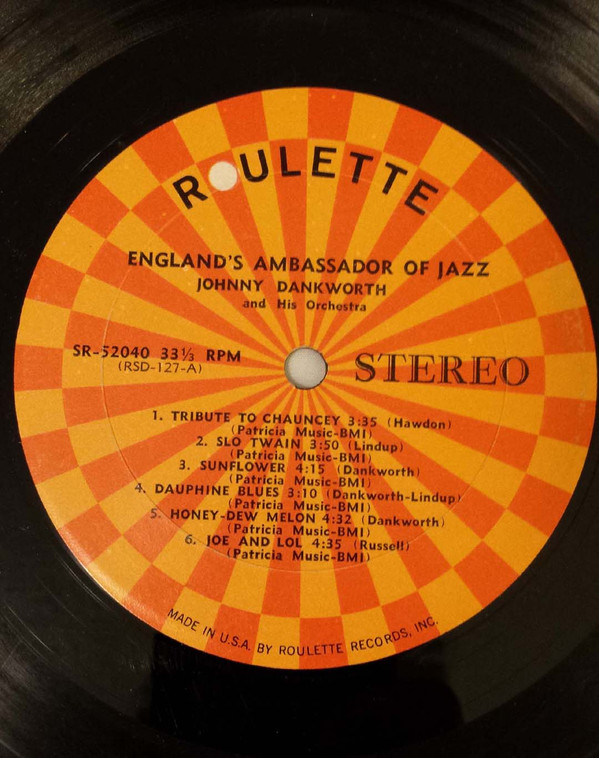 ROULETTE
ENGLAND'S AMBASSADOR OF JAZZ
JOHNNY DANKWORTH
and His Orchestra
SR-52040 33⅓ RPM
(RSD-127-A)
STEREO
1. TRIBUTE TO CHAUNCEY 3:35 (Hawdon)
(Patricia Music-BMI)
2. SLO TWAIN 3:50 (Lindup)
(Patricia Music-BMI)
3. SUNFLOWER 4:15 (Dankworth)
(Patricia Music-BMI)
4. DAUPHINE BLUES 3:10 (Dankworth-Lindup)
(Patricia Music-BMI)
5. HONEY-DEW MELON 4:32 (Dankworth)
(Patricia Music-BMI)
6. JOE AND LOL 4:35 (Russell)
(Patricia Music-BMI)
MADE IN U.S.A. BY ROULETTE RECORDS, INC.